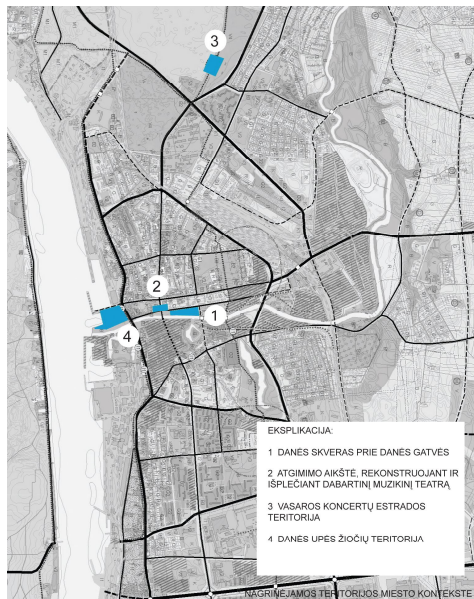 3
2
1
4
EKSPLIKACIJA:
1 DANĖS SKVERAS PRIE DANĖS GATVĖS
2 ATGIMIMO AIKŠTĖ, REKONSTRUOJANT IR
IŠPLEČIANT DABARTINĮ MUZIKINĮ TEATRĄ
3 VASAROS KONCERTŲ ESTRADOS
TERITORIJA
4 DANĖS UPĖS ŽIOČIŲ TERITORIJA
NAGRINĖJAMOS TERITORIJOS MIESTO KONTEKSTE